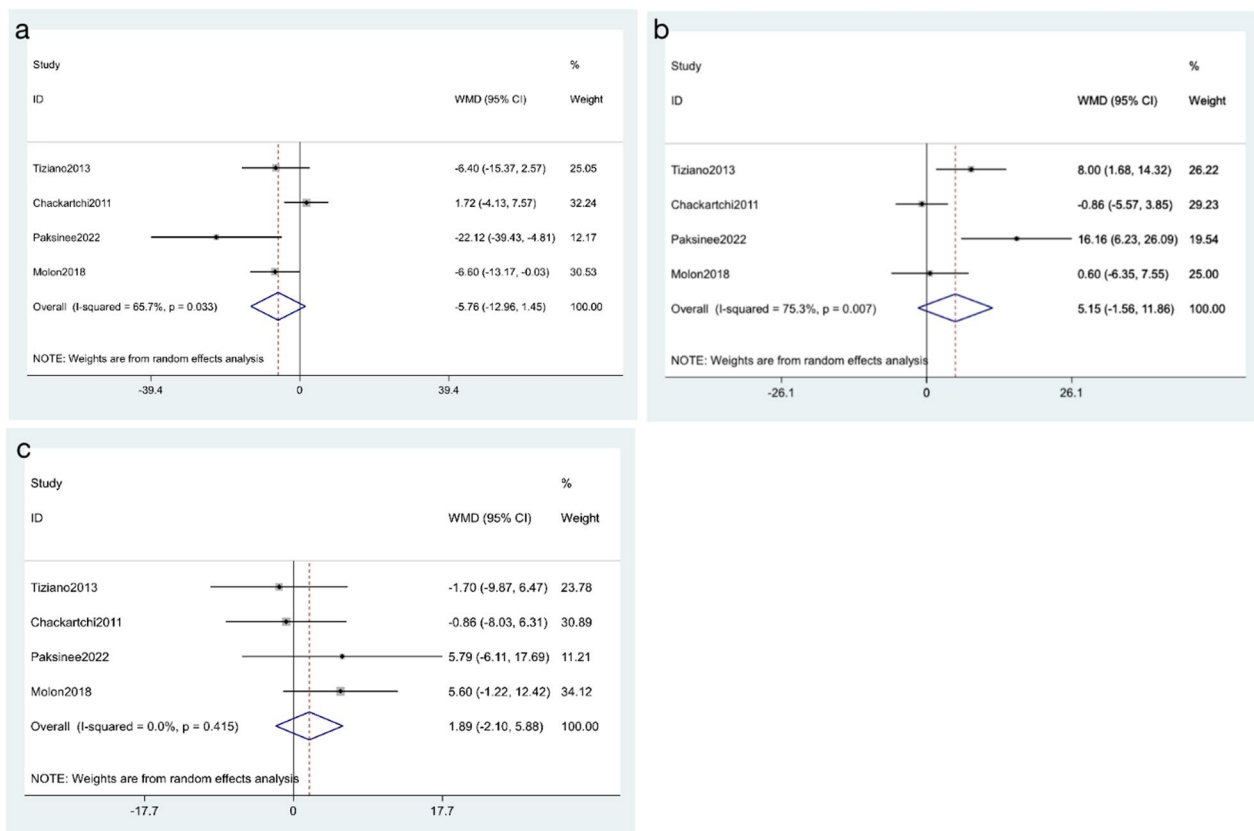 a
Study %
ID WMD (95% CI) Weight
Tiziano2013 -6.40 (-15.37, 2.57) 25.05
Chackartchi2011 1.72 (-4.13, 7.57) 32.24
Paksinee2022 -22.12 (-39.43, -4.81) 12.17
Molon2018 -6.60 (-13.17, -0.03) 30.53
Overall (I-squared = 65.7%, p = 0.033) -5.76 (-12.96, 1.45) 100.00
NOTE: Weights are from random effects analysis
-39.4 0 39.4
b
Study %
ID WMD (95% CI) Weight
Tiziano2013 8.00 (1.68, 14.32) 26.22
Chackartchi2011 -0.86 (-5.57, 3.85) 29.23
Paksinee2022 16.16 (6.23, 26.09) 19.54
Molon2018 0.60 (-6.35, 7.55) 25.00
Overall (I-squared = 75.3%, p = 0.007) 5.15 (-1.56, 11.86) 100.00
NOTE: Weights are from random effects analysis
-26.1 0 26.1
c
Study %
ID WMD (95% CI) Weight
Tiziano2013 -1.70 (-9.87, 6.47) 23.78
Chackartchi2011 -0.86 (-8.03, 6.31) 30.89
Paksinee2022 5.79 (-6.11, 17.69) 11.21
Molon2018 5.60 (-1.22, 12.42) 34.12
Overall (I-squared = 0.0%, p = 0.415) 1.89 (-2.10, 5.88) 100.00
NOTE: Weights are from random effects analysis
-17.7 0 17.7